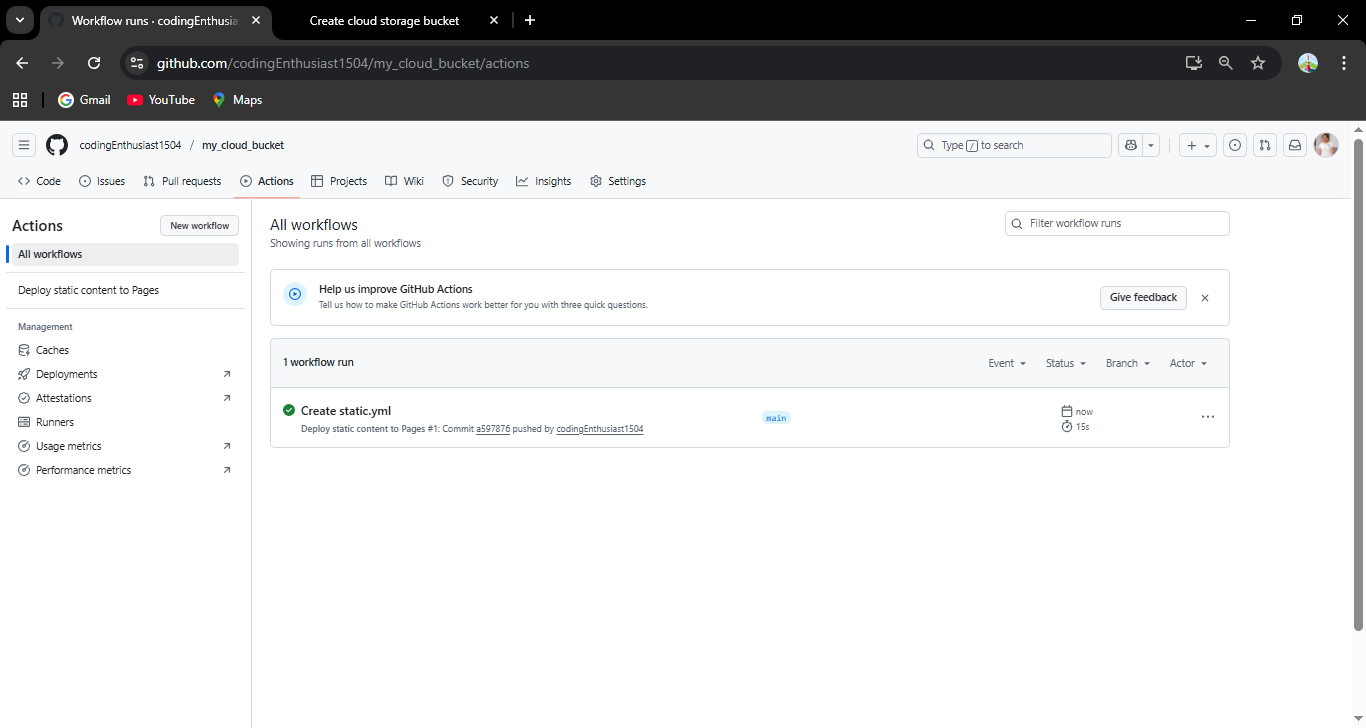 Workflow runs · codingEnthusia
Create cloud storage bucket
github.com/codingEnthusiast1504/my_cloud_bucket/actions
Gmail
YouTube
Maps
codingEnthusiast1504 / my_cloud_bucket
Type / to search
Code
Issues
Pull requests
Actions
Projects
Wiki
Security
Insights
Settings
Actions
New workflow
All workflows
Deploy static content to Pages
Management
Caches
Deployments
Attestations
Runners
Usage metrics
Performance metrics
All workflows
Showing runs from all workflows
Filter workflow runs
Help us improve GitHub Actions
Tell us how to make GitHub Actions work better for you with three quick questions.
Give feedback
1 workflow run
Event
Status
Branch
Actor
Create static.yml
Deploy static content to Pages #1: Commit a597876 pushed by codingEnthusiast1504
main
now
15s